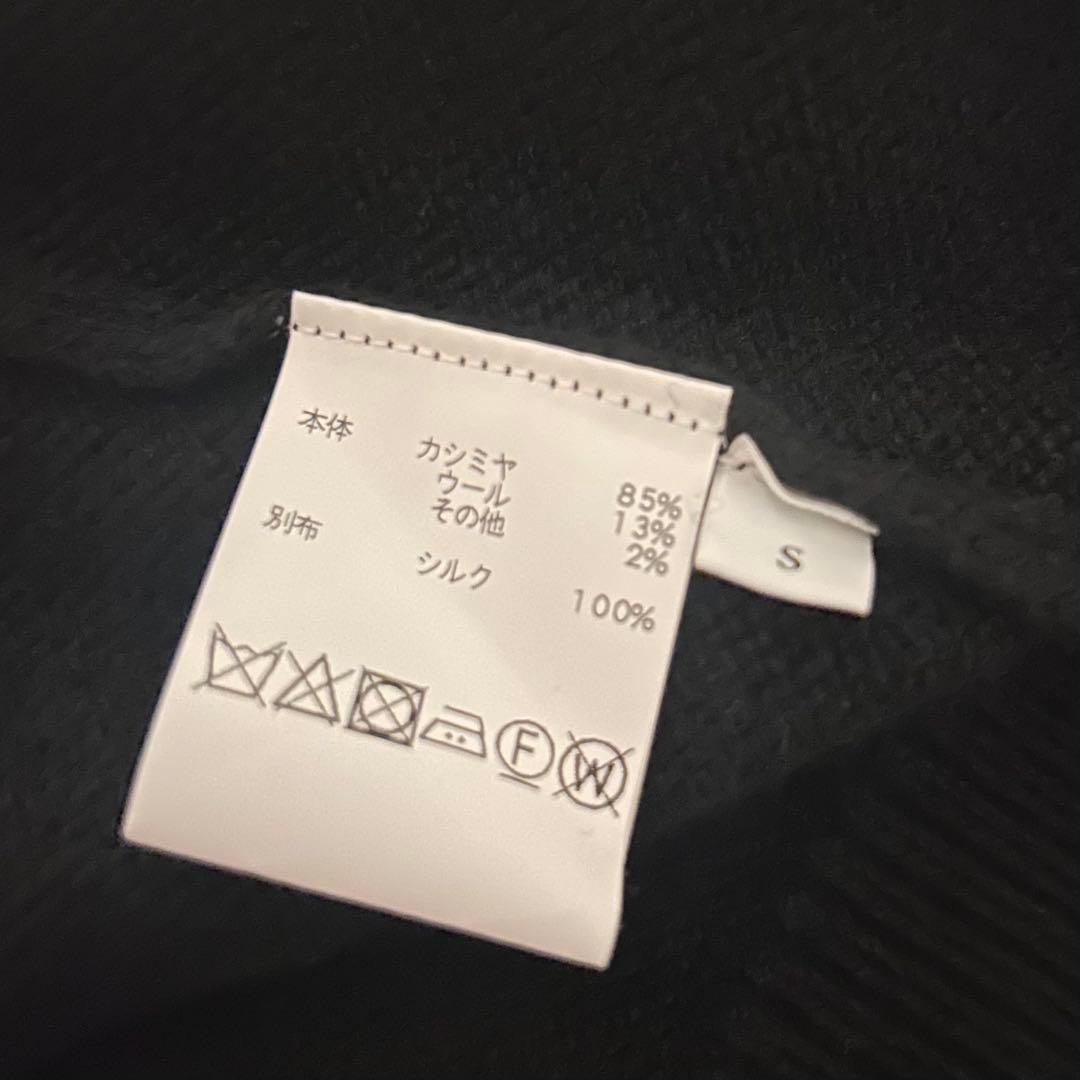 本体 カシミヤ 85%
ウール 13%
その他 2%
別布 シルク 100%
F W
S